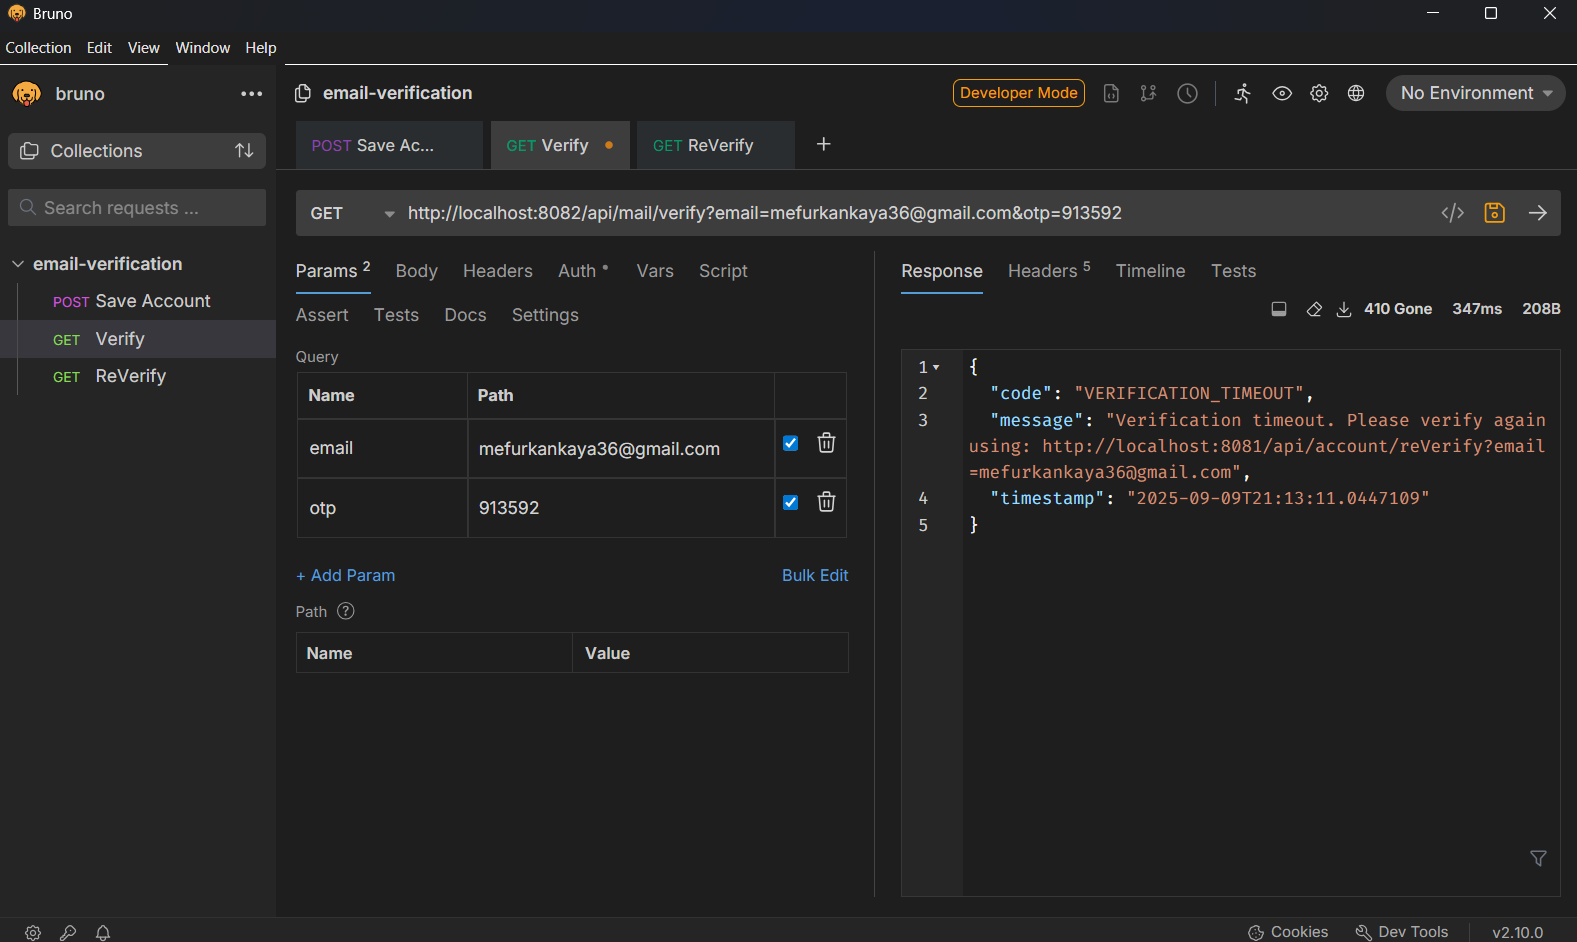 Bruno
Collection Edit View Window Help
bruno
email-verification
Developer Mode
No Environment
Collections
POST Save Ac...
GET Verify
GET ReVerify
Search requests ...
GET
http://localhost:8082/api/mail/verify?email=mefurkankaya36@gmail.com&otp=913592
email-verification
POST Save Account
GET Verify
GET ReVerify
Params 2 Body Headers Auth Vars Script
Assert Tests Docs Settings
Query
Name Path
email mefurkankaya36@gmail.com
otp 913592
+ Add Param Bulk Edit
Path ?
Name Value
Response Headers 5 Timeline Tests
410 Gone 347ms 208B
1 {
2 "code": "VERIFICATION_TIMEOUT",
3 "message": "Verification timeout. Please verify again
using: http://localhost:8081/api/account/reVerify?email
=mefurkankaya36@gmail.com",
4 "timestamp": "2025-09-09T21:13:11.0447109"
5 }
Cookies Dev Tools v2.10.0